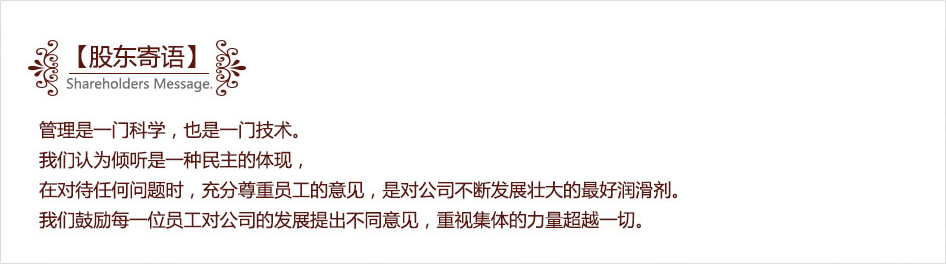 【股东寄语】
Shareholders Message.
管理是一门科学，也是一门技术。
我们认为倾听是一种民主的体现，
在对待任何问题时，充分尊重员工的意见，是对公司不断发展壮大的最好润滑剂。
我们鼓励每一位员工对公司的发展提出不同意见，重视集体的力量超越一切。